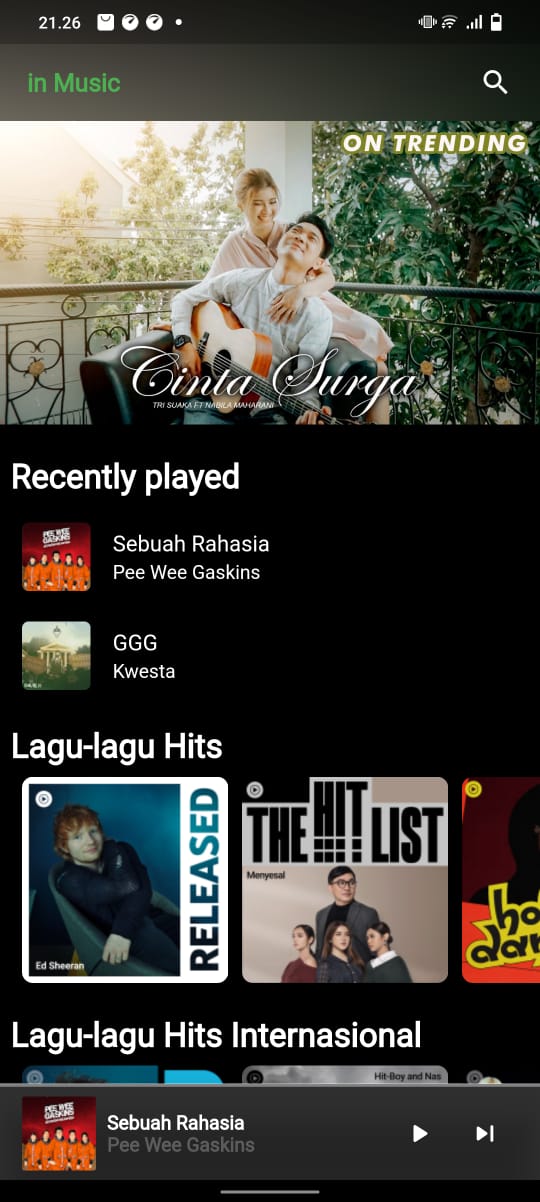 21.26
in Music
ON TRENDING
Cinta Surga
TRI SUAKA FT NABILA MAHARANI
Recently played
PEE WEE
GASKINS
Sebuah Rahasia
Pee Wee Gaskins
GGG
Kwesta
Lagu-lagu Hits
RELEASED
Ed Sheeran
THE HIT LIST
Menyesal
Lagu-lagu Hits Internasional
Hit-Boy and Nas
PEE WEE
GASKINS
Sebuah Rahasia
Pee Wee Gaskins